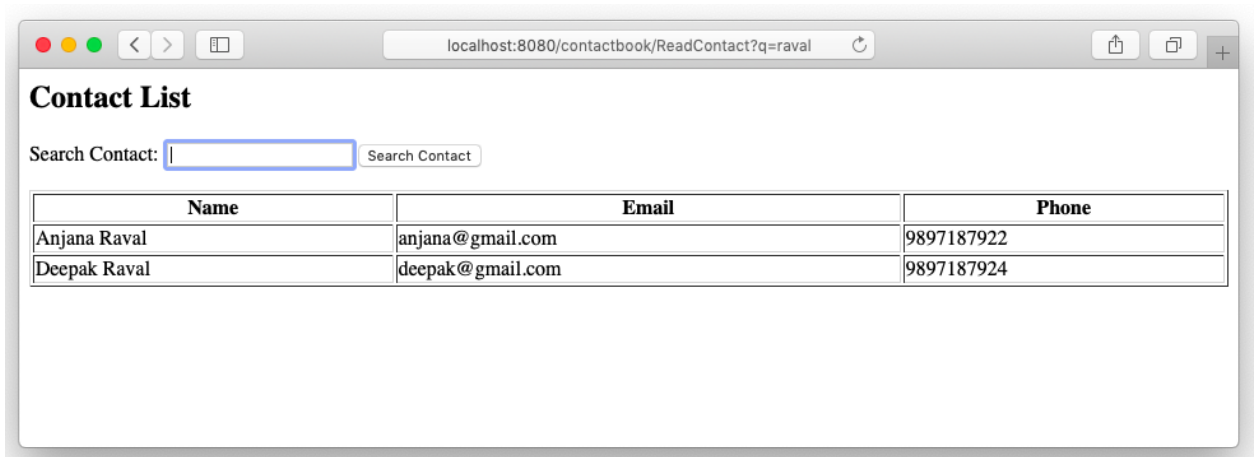 localhost:8080/contactbook/ReadContact?q=raval
Contact List
Search Contact: Search Contact
Name Email Phone
Anjana Raval anjana@gmail.com 9897187922
Deepak Raval deepak@gmail.com 9897187924